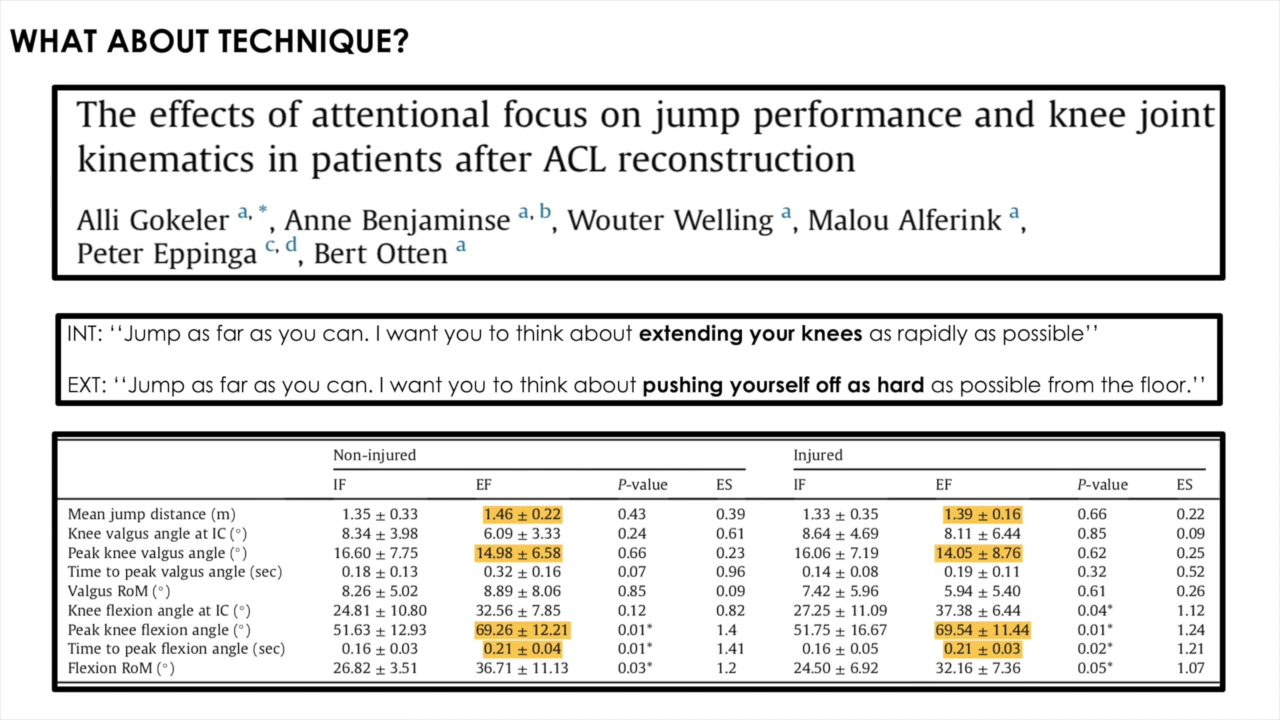 WHAT ABOUT TECHNIQUE?
The effects of attentional focus on jump performance and knee joint
kinematics in patients after ACL reconstruction
Alli Gokeler a, *, Anne Benjaminse a, b, Wouter Welling a, Malou Alferink a,
Peter Eppinga c, d, Bert Otten a
INT: ‘‘Jump as far as you can. I want you to think about extending your knees as rapidly as possible’’
EXT: ‘‘Jump as far as you can. I want you to think about pushing yourself off as hard as possible from the floor.’’
Non-injured Injured
IF EF P-value ES IF EF P-value ES
Mean jump distance (m) 1.35 ± 0.33 1.46 ± 0.22 0.43 0.39 1.33 ± 0.35 1.39 ± 0.16 0.66 0.22
Knee valgus angle at IC (°) 8.34 ± 3.98 6.09 ± 3.33 0.24 0.61 8.64 ± 4.69 8.11 ± 6.44 0.85 0.09
Peak knee valgus angle (°) 16.60 ± 7.75 14.98 ± 6.58 0.66 0.23 16.06 ± 7.19 14.05 ± 8.76 0.62 0.25
Time to peak valgus angle (sec) 0.18 ± 0.13 0.32 ± 0.16 0.07 0.96 0.14 ± 0.08 0.19 ± 0.11 0.32 0.52
Valgus RoM (°) 8.26 ± 5.02 8.89 ± 8.06 0.85 0.09 7.42 ± 5.96 5.94 ± 5.40 0.61 0.26
Knee flexion angle at IC (°) 24.81 ± 10.80 32.56 ± 7.85 0.12 0.82 27.25 ± 11.09 37.38 ± 6.44 0.04* 1.12
Peak knee flexion angle (°) 51.63 ± 12.93 69.26 ± 12.21 0.01* 1.4 51.75 ± 16.67 69.54 ± 11.44 0.01* 1.24
Time to peak flexion angle (sec) 0.16 ± 0.03 0.21 ± 0.04 0.01* 1.41 0.16 ± 0.05 0.21 ± 0.03 0.02* 1.21
Flexion RoM (°) 26.82 ± 3.51 36.71 ± 11.13 0.03* 1.2 24.50 ± 6.92 32.16 ± 7.36 0.05* 1.07